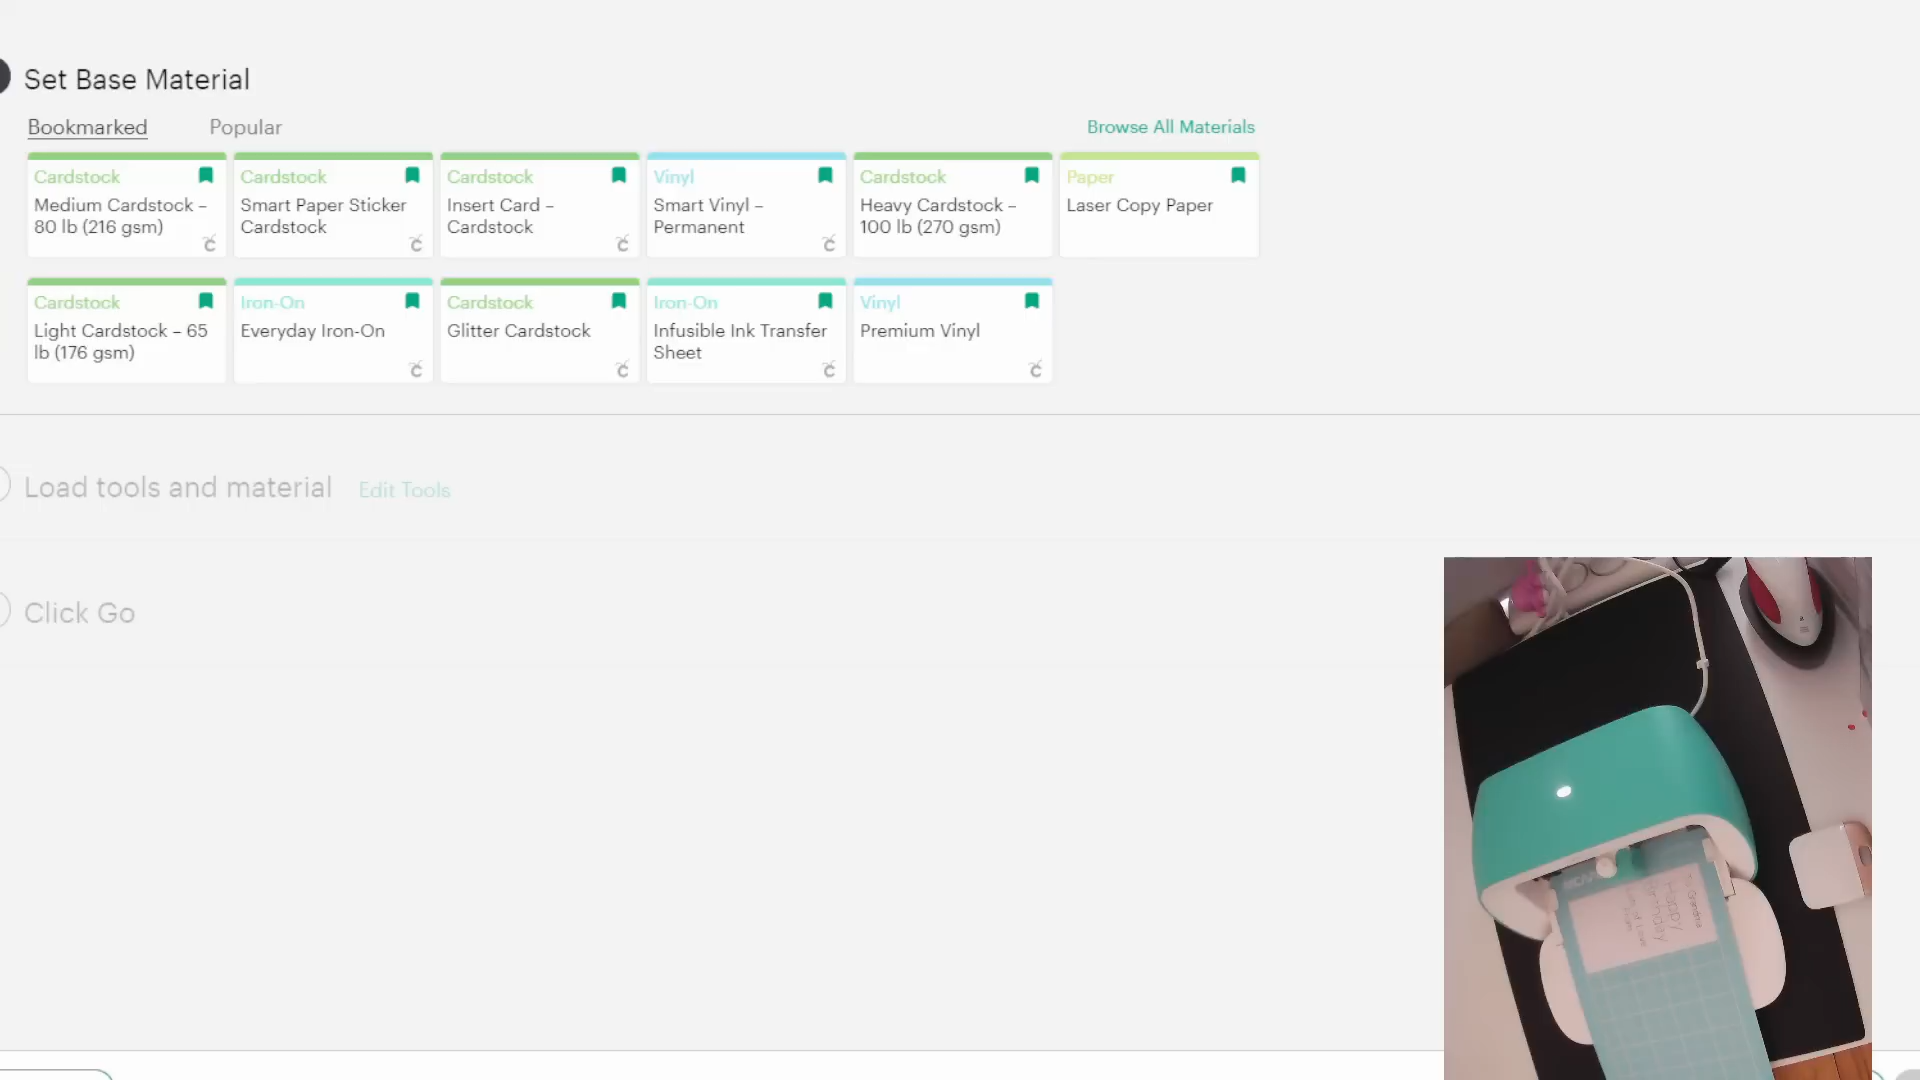 Set Base Material
Bookmarked
Popular
Browse All Materials
Cardstock
Medium Cardstock –
80 lb (216 gsm)
Cardstock
Smart Paper Sticker
Cardstock
Cardstock
Insert Card –
Cardstock
Vinyl
Smart Vinyl –
Permanent
Cardstock
Heavy Cardstock –
100 lb (270 gsm)
Paper
Laser Copy Paper
Cardstock
Light Cardstock – 65
lb (176 gsm)
Iron-On
Everyday Iron-On
Cardstock
Glitter Cardstock
Iron-On
Infusible Ink Transfer
Sheet
Vinyl
Premium Vinyl
Load tools and material
Edit Tools
Click Go
Happy
Birthday